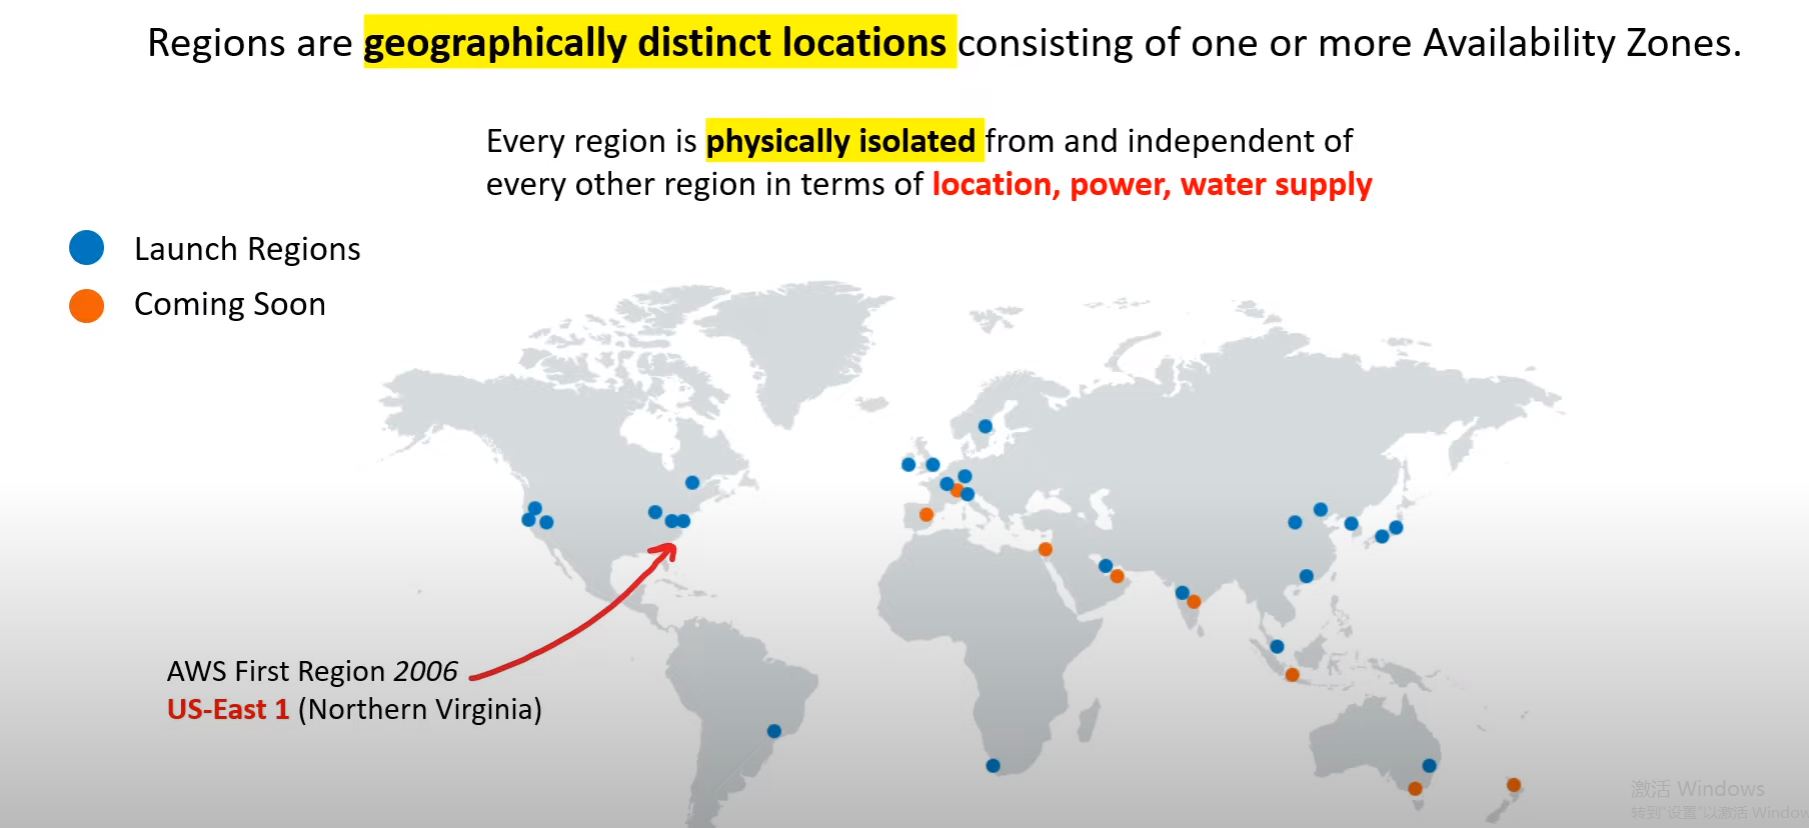 Regions are geographically distinct locations consisting of one or more Availability Zones.
Every region is physically isolated from and independent of
every other region in terms of location, power, water supply
Launch Regions
Coming Soon
AWS First Region 2006
US-East 1 (Northern Virginia)
激活 Windows
转到"设置"以激活 Window